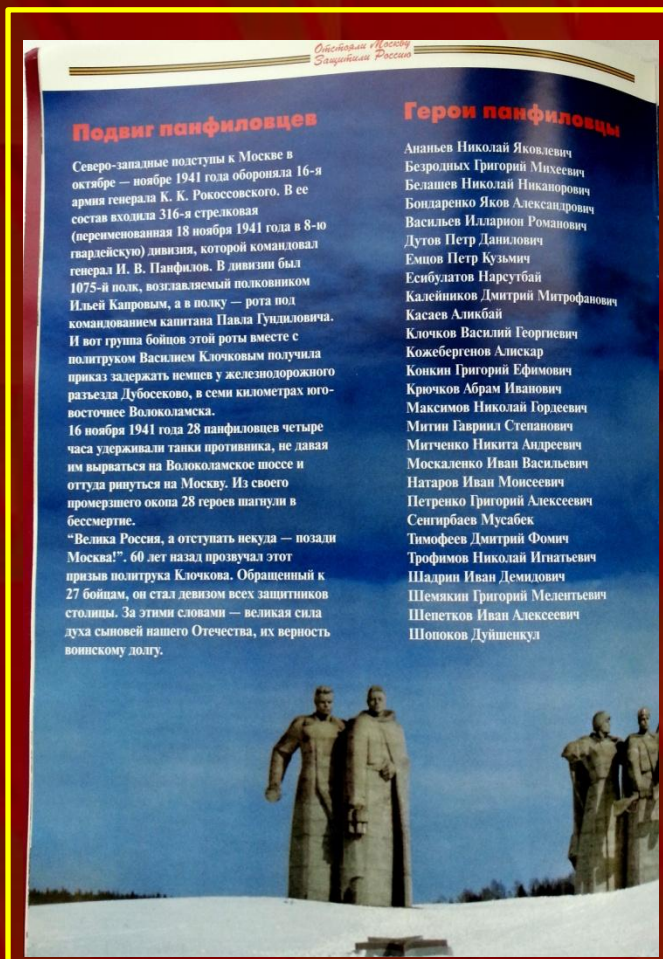 Отстояли Москву
Защитили Россию
Подвиг панфиловцев
Северо-западные подступы к Москве в
октябре — ноябре 1941 года обороняла 16-я
армия генерала К. К. Рокоссовского. В ее
состав входила 316-я стрелковая
(переименованная 18 ноября 1941 года в 8-ю
гвардейскую) дивизия, которой командовал
генерал И. В. Панфилов. В дивизии был
1075-й полк, возглавляемый полковником
Ильей Капровым, а в полку — рота под
командованием капитана Павла Гундиловича.
И вот группа бойцов этой роты вместе с
политруком Василием Клочковым получила
приказ задержать немцев у железнодорожного
разъезда Дубосеково, в семи километрах юго-
восточнее Волоколамска.
16 ноября 1941 года 28 панфиловцев четыре
часа удерживали танки противника, не давая
им вырваться на Волоколамское шоссе и
оттуда ринуться на Москву. Из своего
промерзшего окопа 28 героев шагнули в
бессмертие.
“Велика Россия, а отступать некуда — позади
Москва!”. 60 лет назад прозвучал этот
призыв политрука Клочкова. Обращенный к
27 бойцам, он стал девизом всех защитников
столицы. За этими словами — великая сила
духа сыновей нашего Отечества, их верность
воинскому долгу.
Герои панфиловцы
Ананьев Николай Яковлевич
Безродных Григорий Михеевич
Белашев Николай Никанорович
Бондаренко Яков Александрович
Васильев Илларион Романович
Дутов Петр Данилович
Емцов Петр Кузьмич
Есибулатов Нарсутбай
Калейников Дмитрий Митрофанович
Касаев Аликбай
Клочков Василий Георгиевич
Кожебергенов Алискар
Конкин Григорий Ефимович
Крючков Абрам Иванович
Максимов Николай Гордеевич
Митин Гавриил Степанович
Митченко Никита Андреевич
Москаленко Иван Васильевич
Натаров Иван Моисеевич
Петренко Григорий Алексеевич
Сенгирбаев Мусабек
Тимофеев Дмитрий Фомич
Трофимов Николай Игнатьевич
Шадрин Иван Демидович
Шемякин Григорий Мелентьевич
Шепетков Иван Алексеевич
Шопоков Дуйшенкул